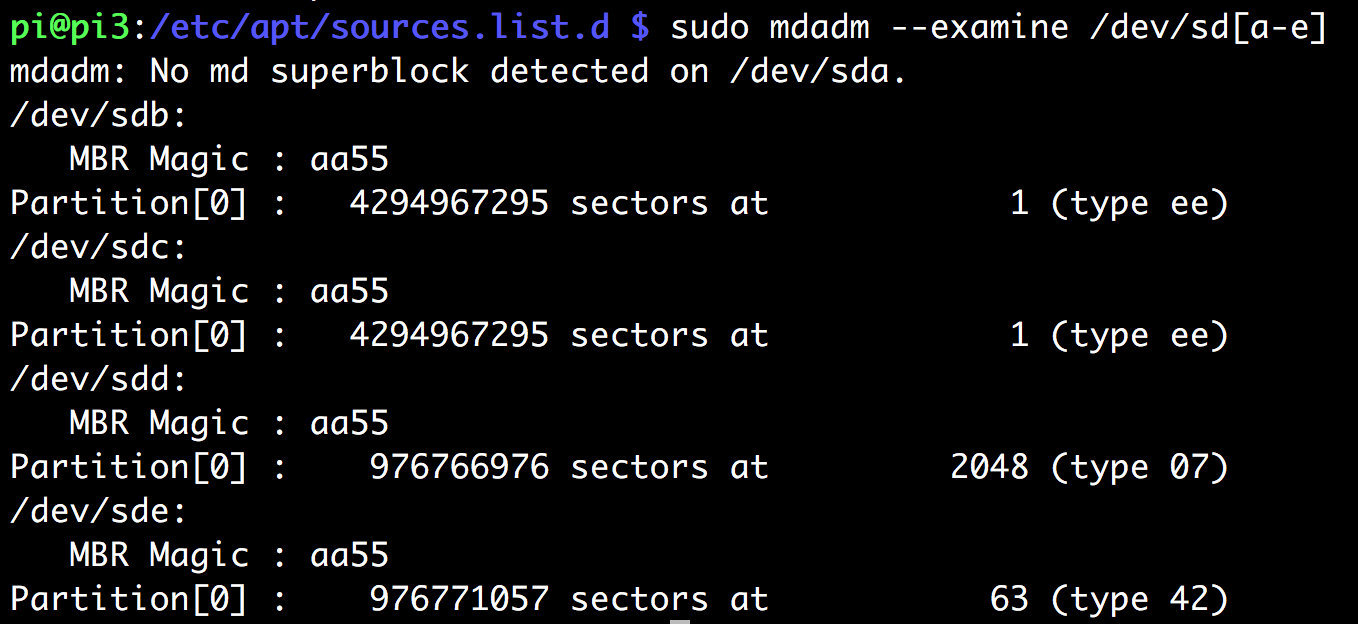 pi@pi3:/etc/apt/sources.list.d $ sudo mdadm --examine /dev/sd[a-e]
mdadm: No md superblock detected on /dev/sda.
/dev/sdb:
   MBR Magic : aa55
Partition[0] :   4294967295 sectors at            1 (type ee)
/dev/sdc:
   MBR Magic : aa55
Partition[0] :   4294967295 sectors at            1 (type ee)
/dev/sdd:
   MBR Magic : aa55
Partition[0] :    976766976 sectors at         2048 (type 07)
/dev/sde:
   MBR Magic : aa55
Partition[0] :    976771057 sectors at           63 (type 42)